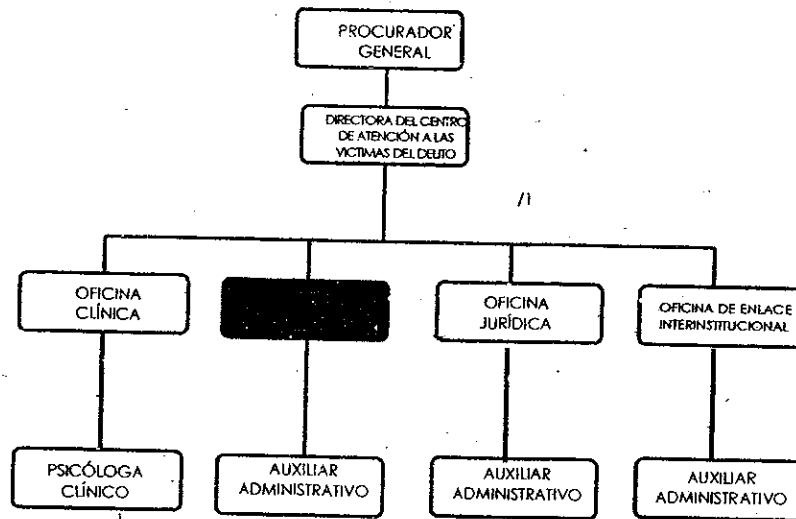 PROCURADOR
GENERAL
DIRECTORA DEL CENTRO
DE ATENCIÓN A LAS
VICTIMAS DEL DELITO
/1
OFICINA
CLÍNICA
OFICINA
JURÍDICA
OFICINA DE ENLACE
INTERINSTITUCIONAL
PSICÓLOGA
CLÍNICO
AUXILIAR
ADMINISTRATIVO
AUXILIAR
ADMINISTRATIVO
AUXILIAR
ADMINISTRATIVO